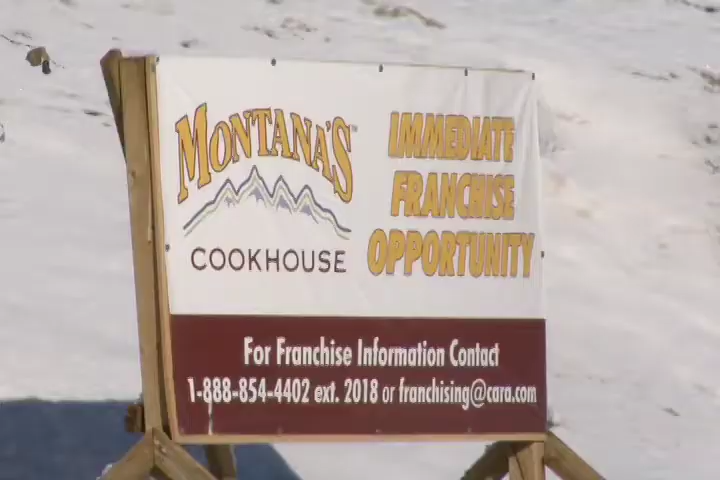 MONTANA'S™
COOKHOUSE
IMMEDIATE
FRANCHISE
OPPORTUNITY
For Franchise Information Contact
1-888-854-4402 ext. 2018 or franchising@cara.com